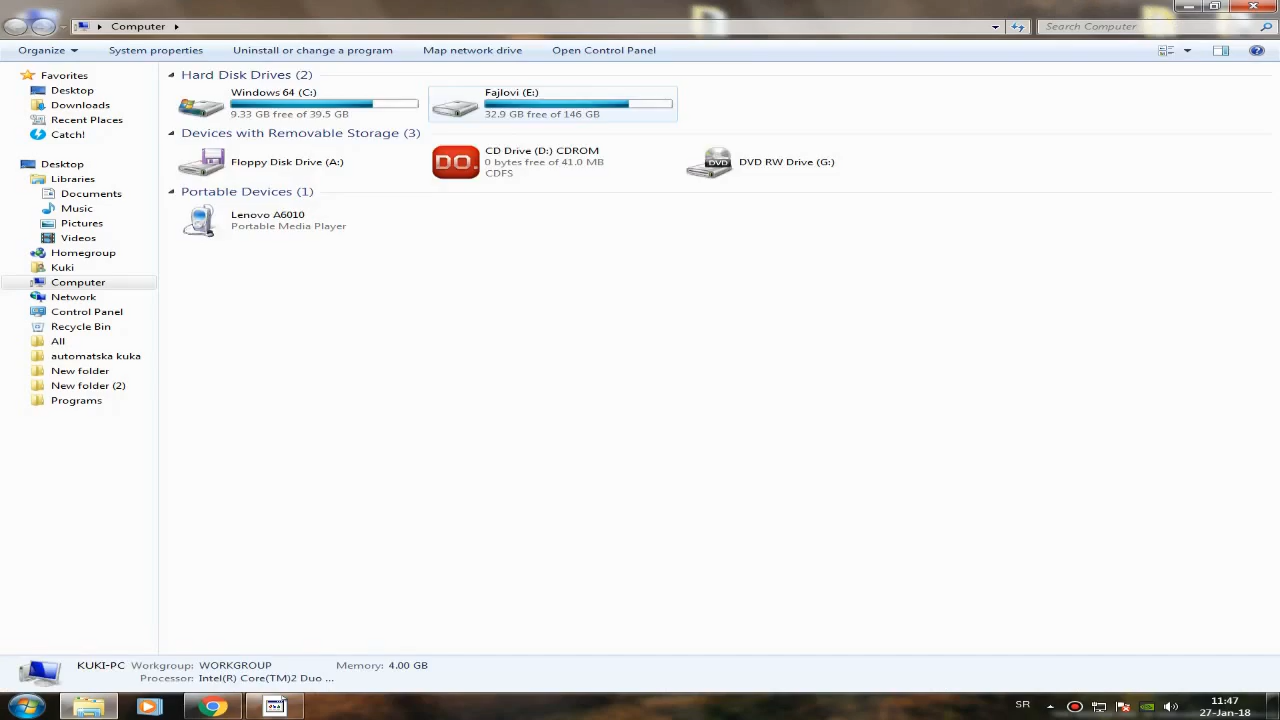 Computer
Search Computer
Organize
System properties
Uninstall or change a program
Map network drive
Open Control Panel
Favorites
Desktop
Downloads
Recent Places
Catch!
Desktop
Libraries
Documents
Music
Pictures
Videos
Homegroup
Kuki
Computer
Network
Control Panel
Recycle Bin
All
automatska kuka
New folder
New folder (2)
Programs
Hard Disk Drives (2)
Windows 64 (C:)
9.33 GB free of 39.5 GB
Fajlovi (E:)
32.9 GB free of 146 GB
Devices with Removable Storage (3)
Floppy Disk Drive (A:)
DO.
CD Drive (D:) CDROM
0 bytes free of 41.0 MB
CDFS
DVD
DVD RW Drive (G:)
Portable Devices (1)
Lenovo A6010
Portable Media Player
KUKI-PC Workgroup: WORKGROUP Memory: 4.00 GB
Processor: Intel(R) Core(TM)2 Duo ...
SR
11:47
27-Jan-18